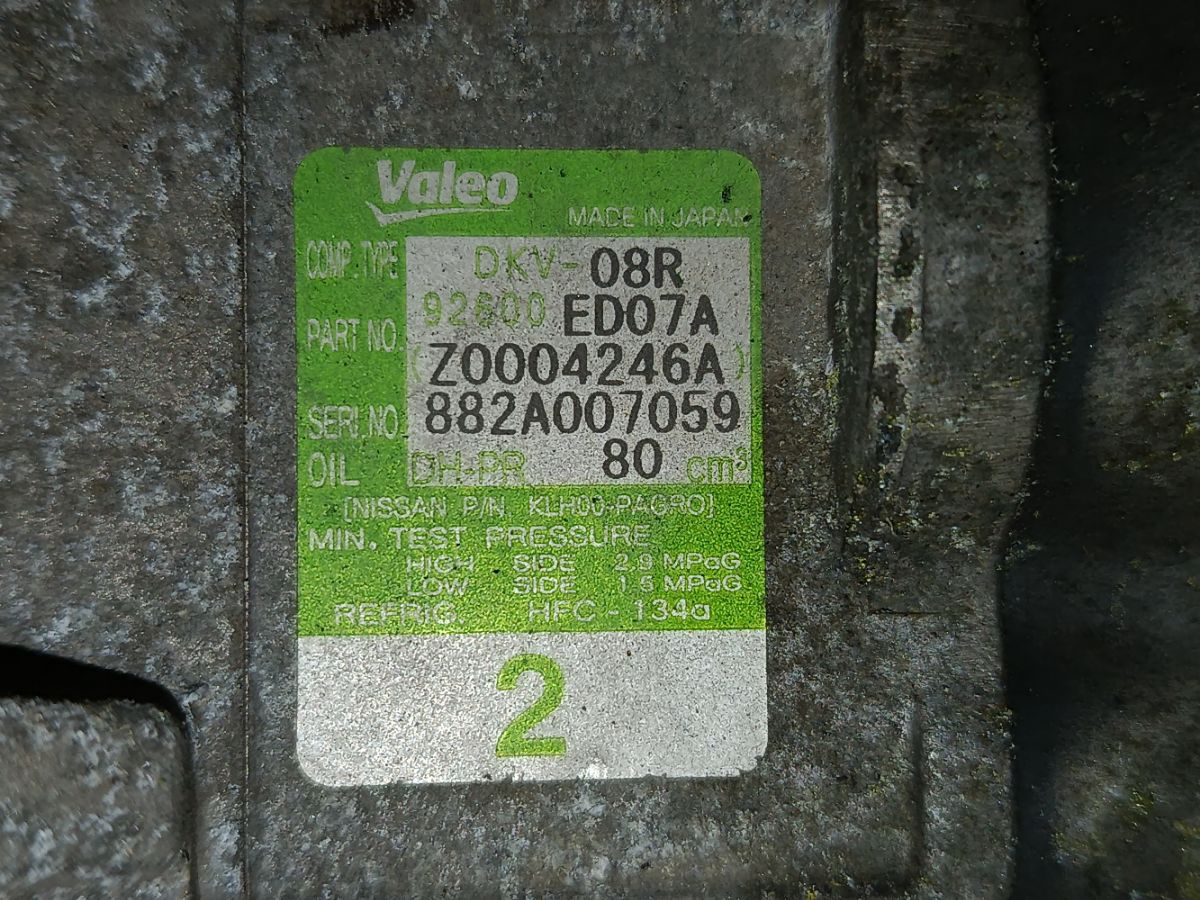 Valeo
MADE IN JAPAN
COMP. TYPE DKV-08R
PART NO. 92600 ED07A
(Z0004246A)
SERI.NO. 882A007059
OIL DH-PR 80 cm³
[NISSAN P/N KLH00-PAGR0]
MIN. TEST PRESSURE
HIGH SIDE 2.9 MPaG
LOW SIDE 1.5 MPaG
REFRIG. HFC-134a
2